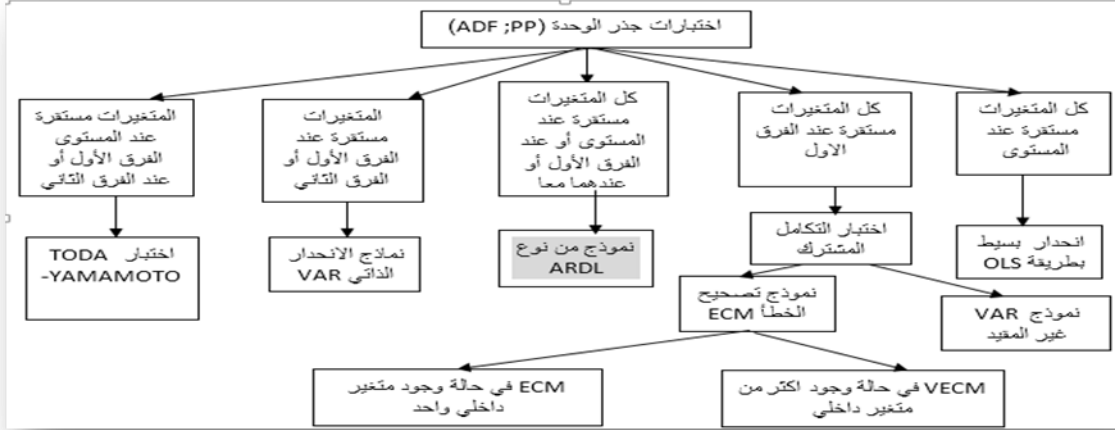 اختبارات جذر الوحدة (ADF ;PP)
كل المتغيرات
مستقرة عند
المستوى
كل المتغيرات
مستقرة عند الفرق
الاول
كل المتغيرات
مستقرة عند
المستوى أو عند
الفرق الأول أو
عندهما معا
المتغيرات
مستقرة عند
الفرق الأول أو
الفرق الثاني
المتغيرات مستقرة
عند المستوى
الفرق الأول أو
عند الفرق الثاني
انحدار بسيط
بطريقة OLS
اختبار التكامل
المشترك
نموذج من نوع
ARDL
نماذج الانحدار
الذاتي VAR
اختبار TODA
-YAMAMOTO
نموذج VAR
غير المقيد
نموذج تصحيح
الخطأ ECM
VECM في حالة وجود اكثر من
متغير داخلي
ECM في حالة وجود متغير
داخلي واحد